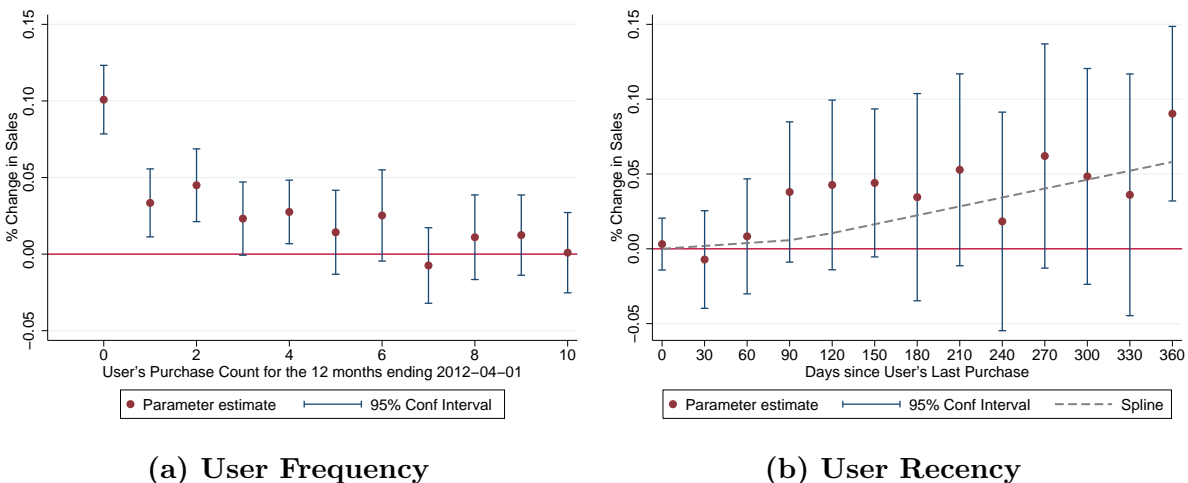 % Change in Sales
0.15
0.10
0.05
0.00
−0.05
0 2 4 6 8 10
User's Purchase Count for the 12 months ending 2012−04−01
Parameter estimate 95% Conf Interval
(a) User Frequency
% Change in Sales
0.15
0.10
0.05
0.00
−0.05
0 30 60 90 120 150 180 210 240 270 300 330 360
Days since User's Last Purchase
Parameter estimate 95% Conf Interval Spline
(b) User Recency